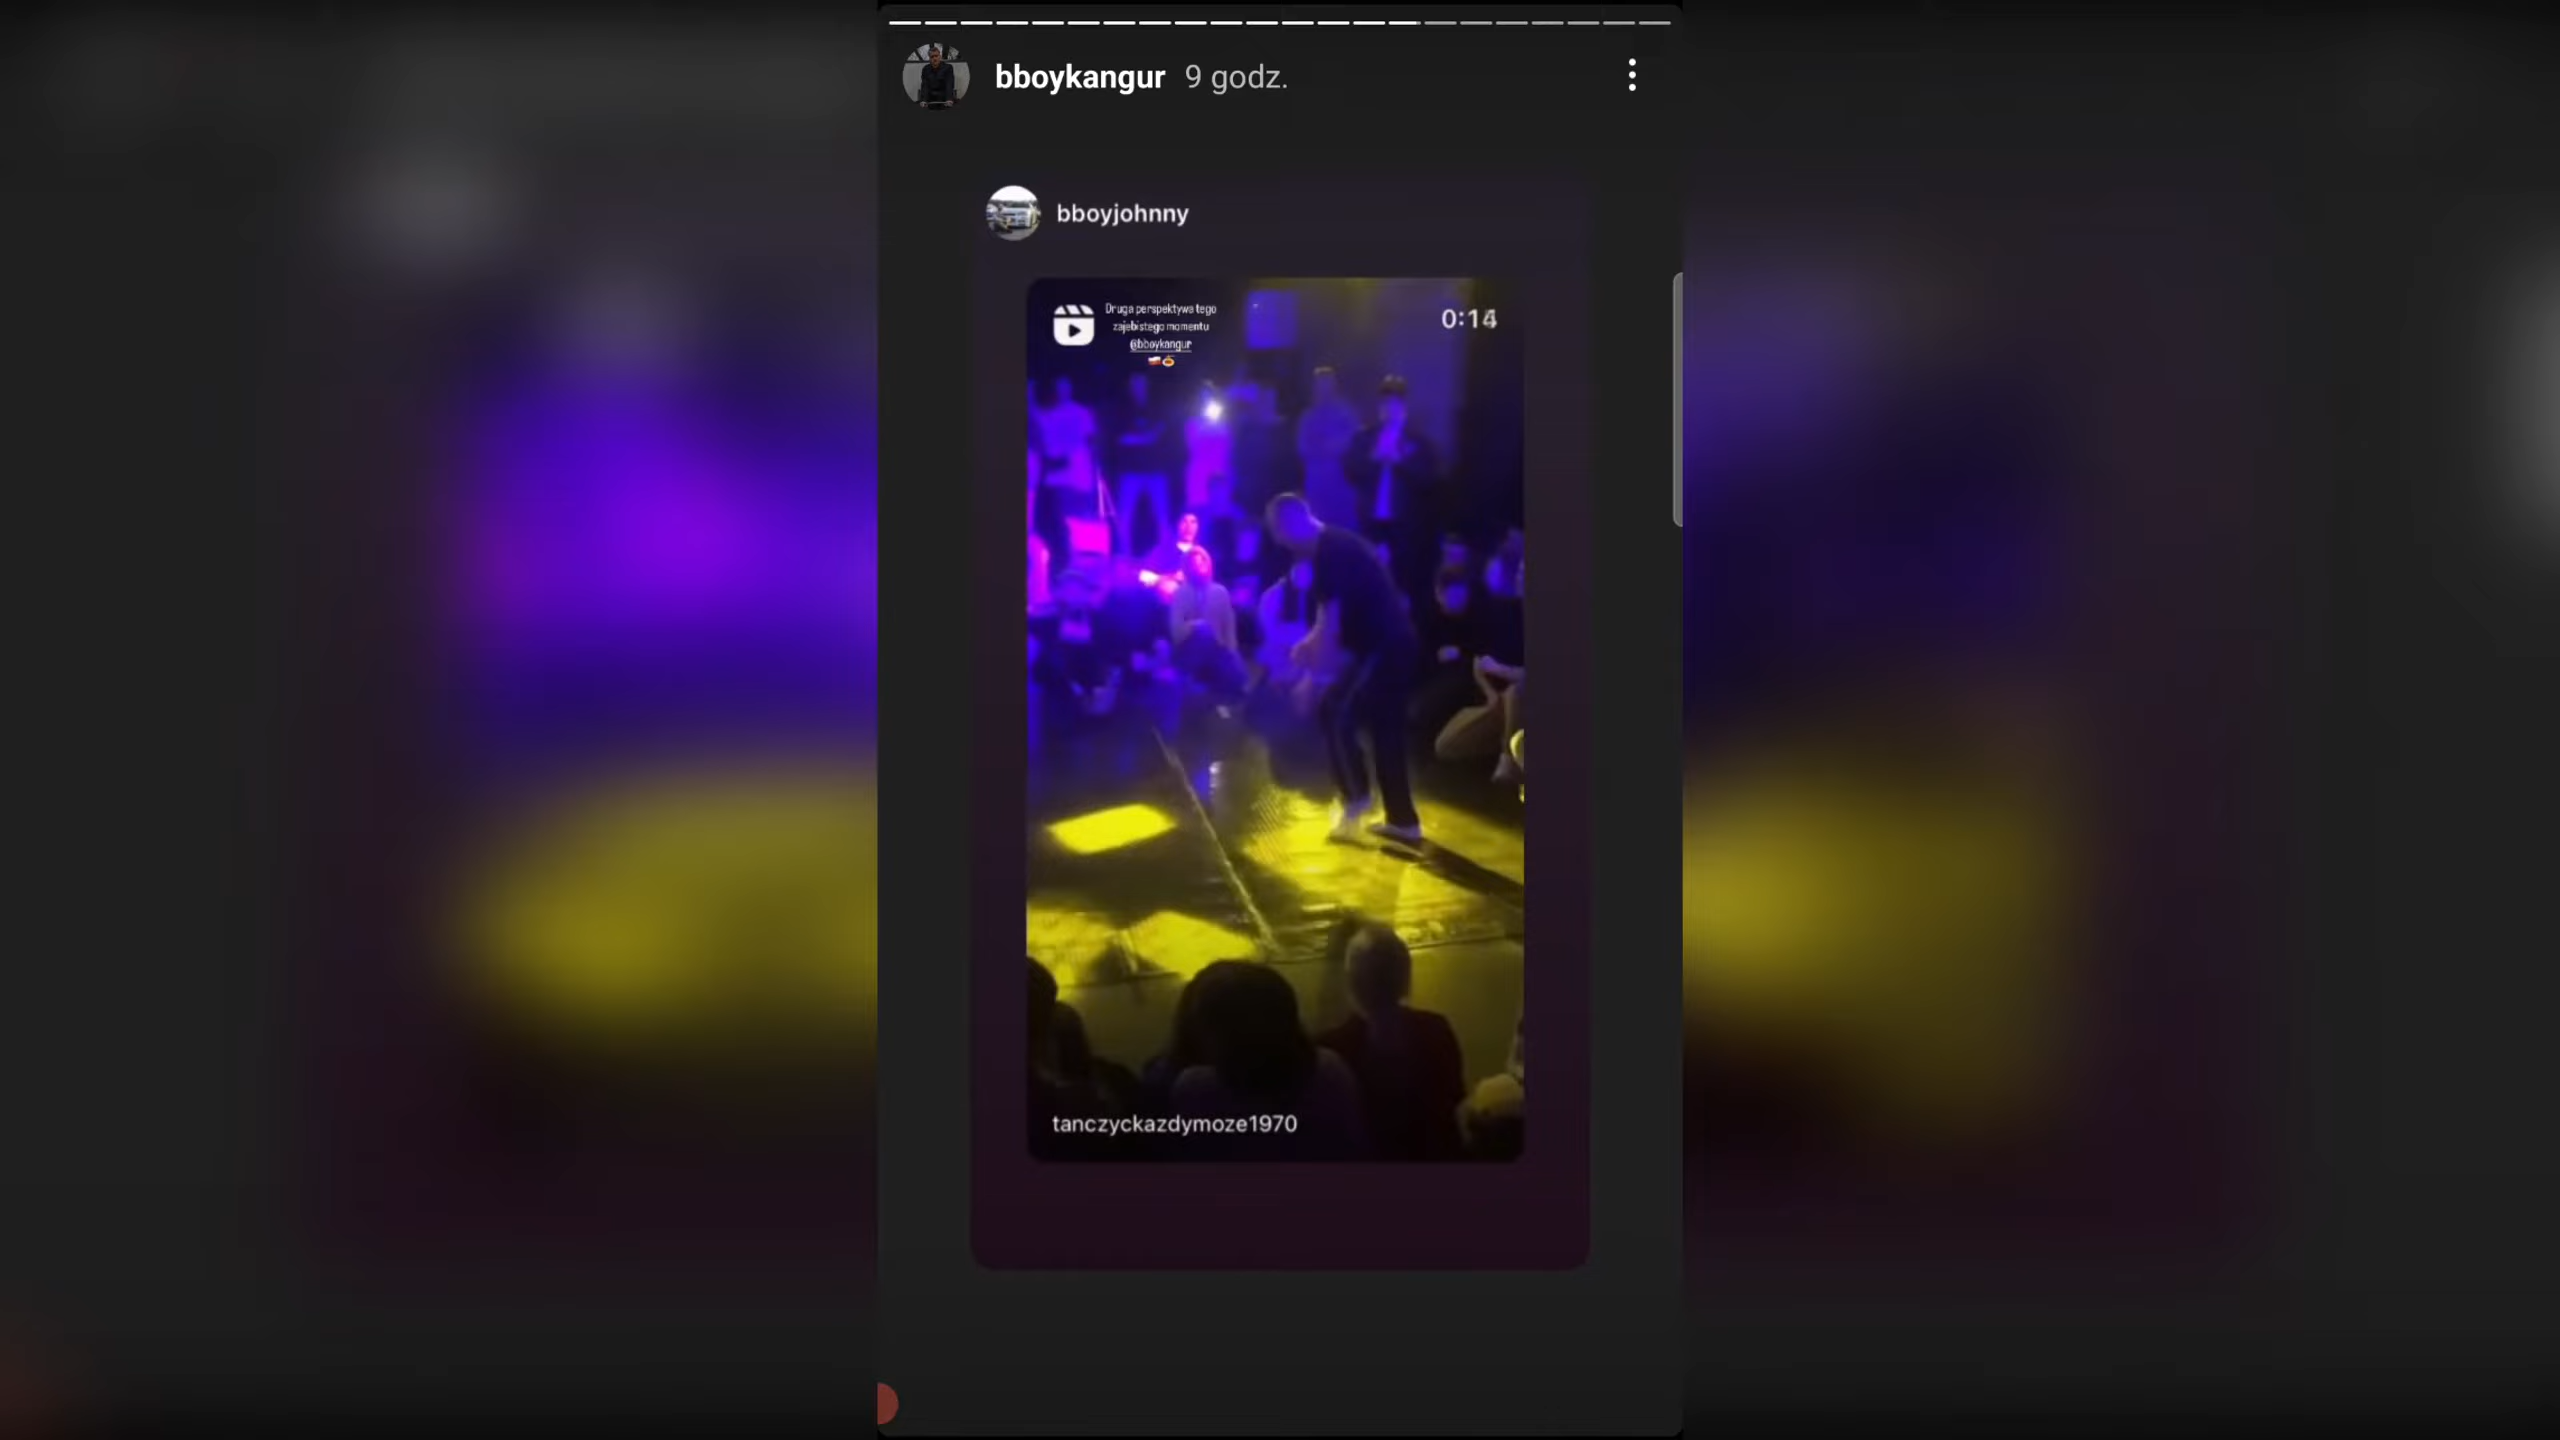 bboykangur 9 godz.
bboyjohnny
Druga perspektywa tego
zajebistego momentu
@bboykangur
0:14
tanczyckazdymoze1970